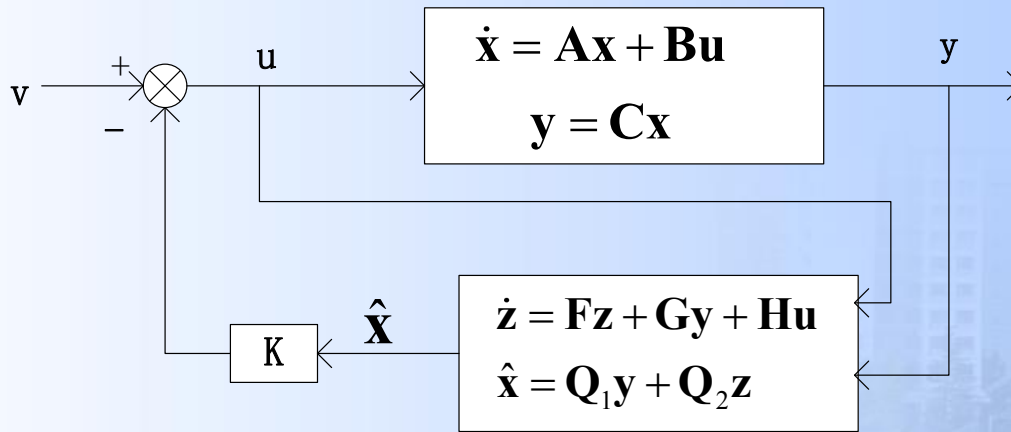 ẋ = Ax + Bu
y = Cx
v
+
−
u
y
ż = Fz + Gy + Hu
x̂ = Q₁y + Q₂z
x̂
K